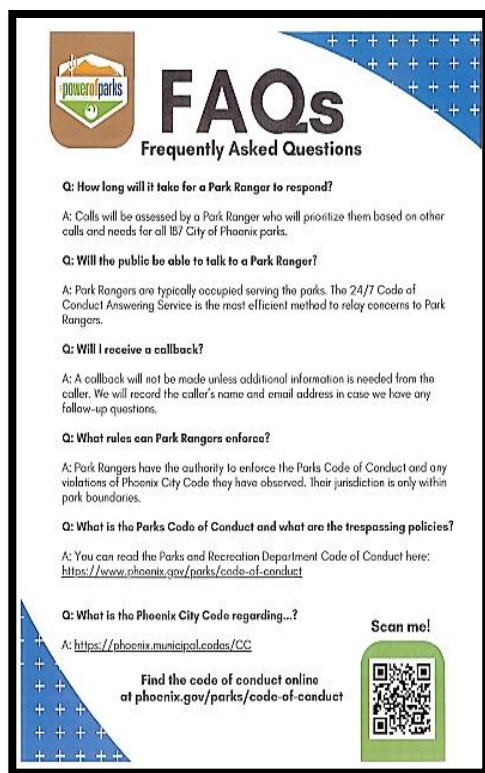 powerofparks
FAQs
Frequently Asked Questions
Q: How long will it take for a Park Ranger to respond?
A: Calls will be assessed by a Park Ranger who will prioritize them based on other
calls and needs for all 187 City of Phoenix parks.
Q: Will the public be able to talk to a Park Ranger?
A: Park Rangers are typically occupied serving the parks. The 24/7 Code of
Conduct Answering Service is the most efficient method to relay concerns to Park
Rangers.
Q: Will I receive a callback?
A: A callback will not be made unless additional information is needed from the
caller. We will record the caller's name and email address in case we have any
follow-up questions.
Q: What rules can Park Rangers enforce?
A: Park Rangers have the authority to enforce the Parks Code of Conduct and any
violations of Phoenix City Code they have observed. Their jurisdiction is only within
park boundaries.
Q: What is the Parks Code of Conduct and what are the trespassing policies?
A: You can read the Parks and Recreation Department Code of Conduct here:
https://www.phoenix.gov/parks/code-of-conduct
Q: What is the Phoenix City Code regarding...?
A: https://phoenix.municipal.codes/CC
Scan me!
Find the code of conduct online
at phoenix.gov/parks/code-of-conduct